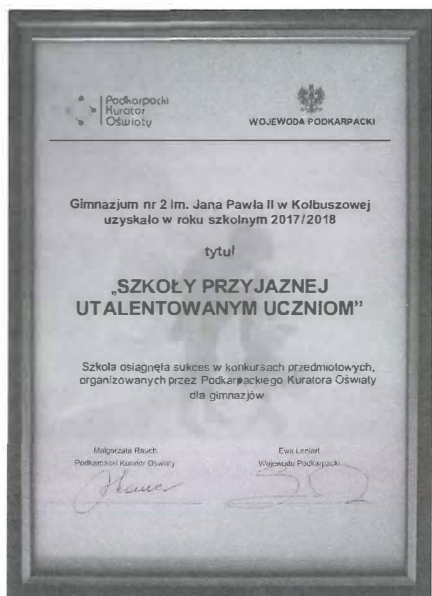 Podkarpacki
Kurator
Oświaty
WOJEWODA PODKARPACKI
Gimnazjum nr 2 im. Jana Pawła II w Kolbuszowej
uzyskało w roku szkolnym 2017/2018
tytuł
„SZKOŁY PRZYJAZNEJ
UTALENTOWANYM UCZNIOM”
Szkoła osiągnęła sukces w konkursach przedmiotowych,
organizowanych przez Podkarpackiego Kuratora Oświaty
dla gimnazjów
Małgorzata Rauch
Podkarpacki Kurator Oświaty
Ewa Leniart
Wojewoda Podkarpacki